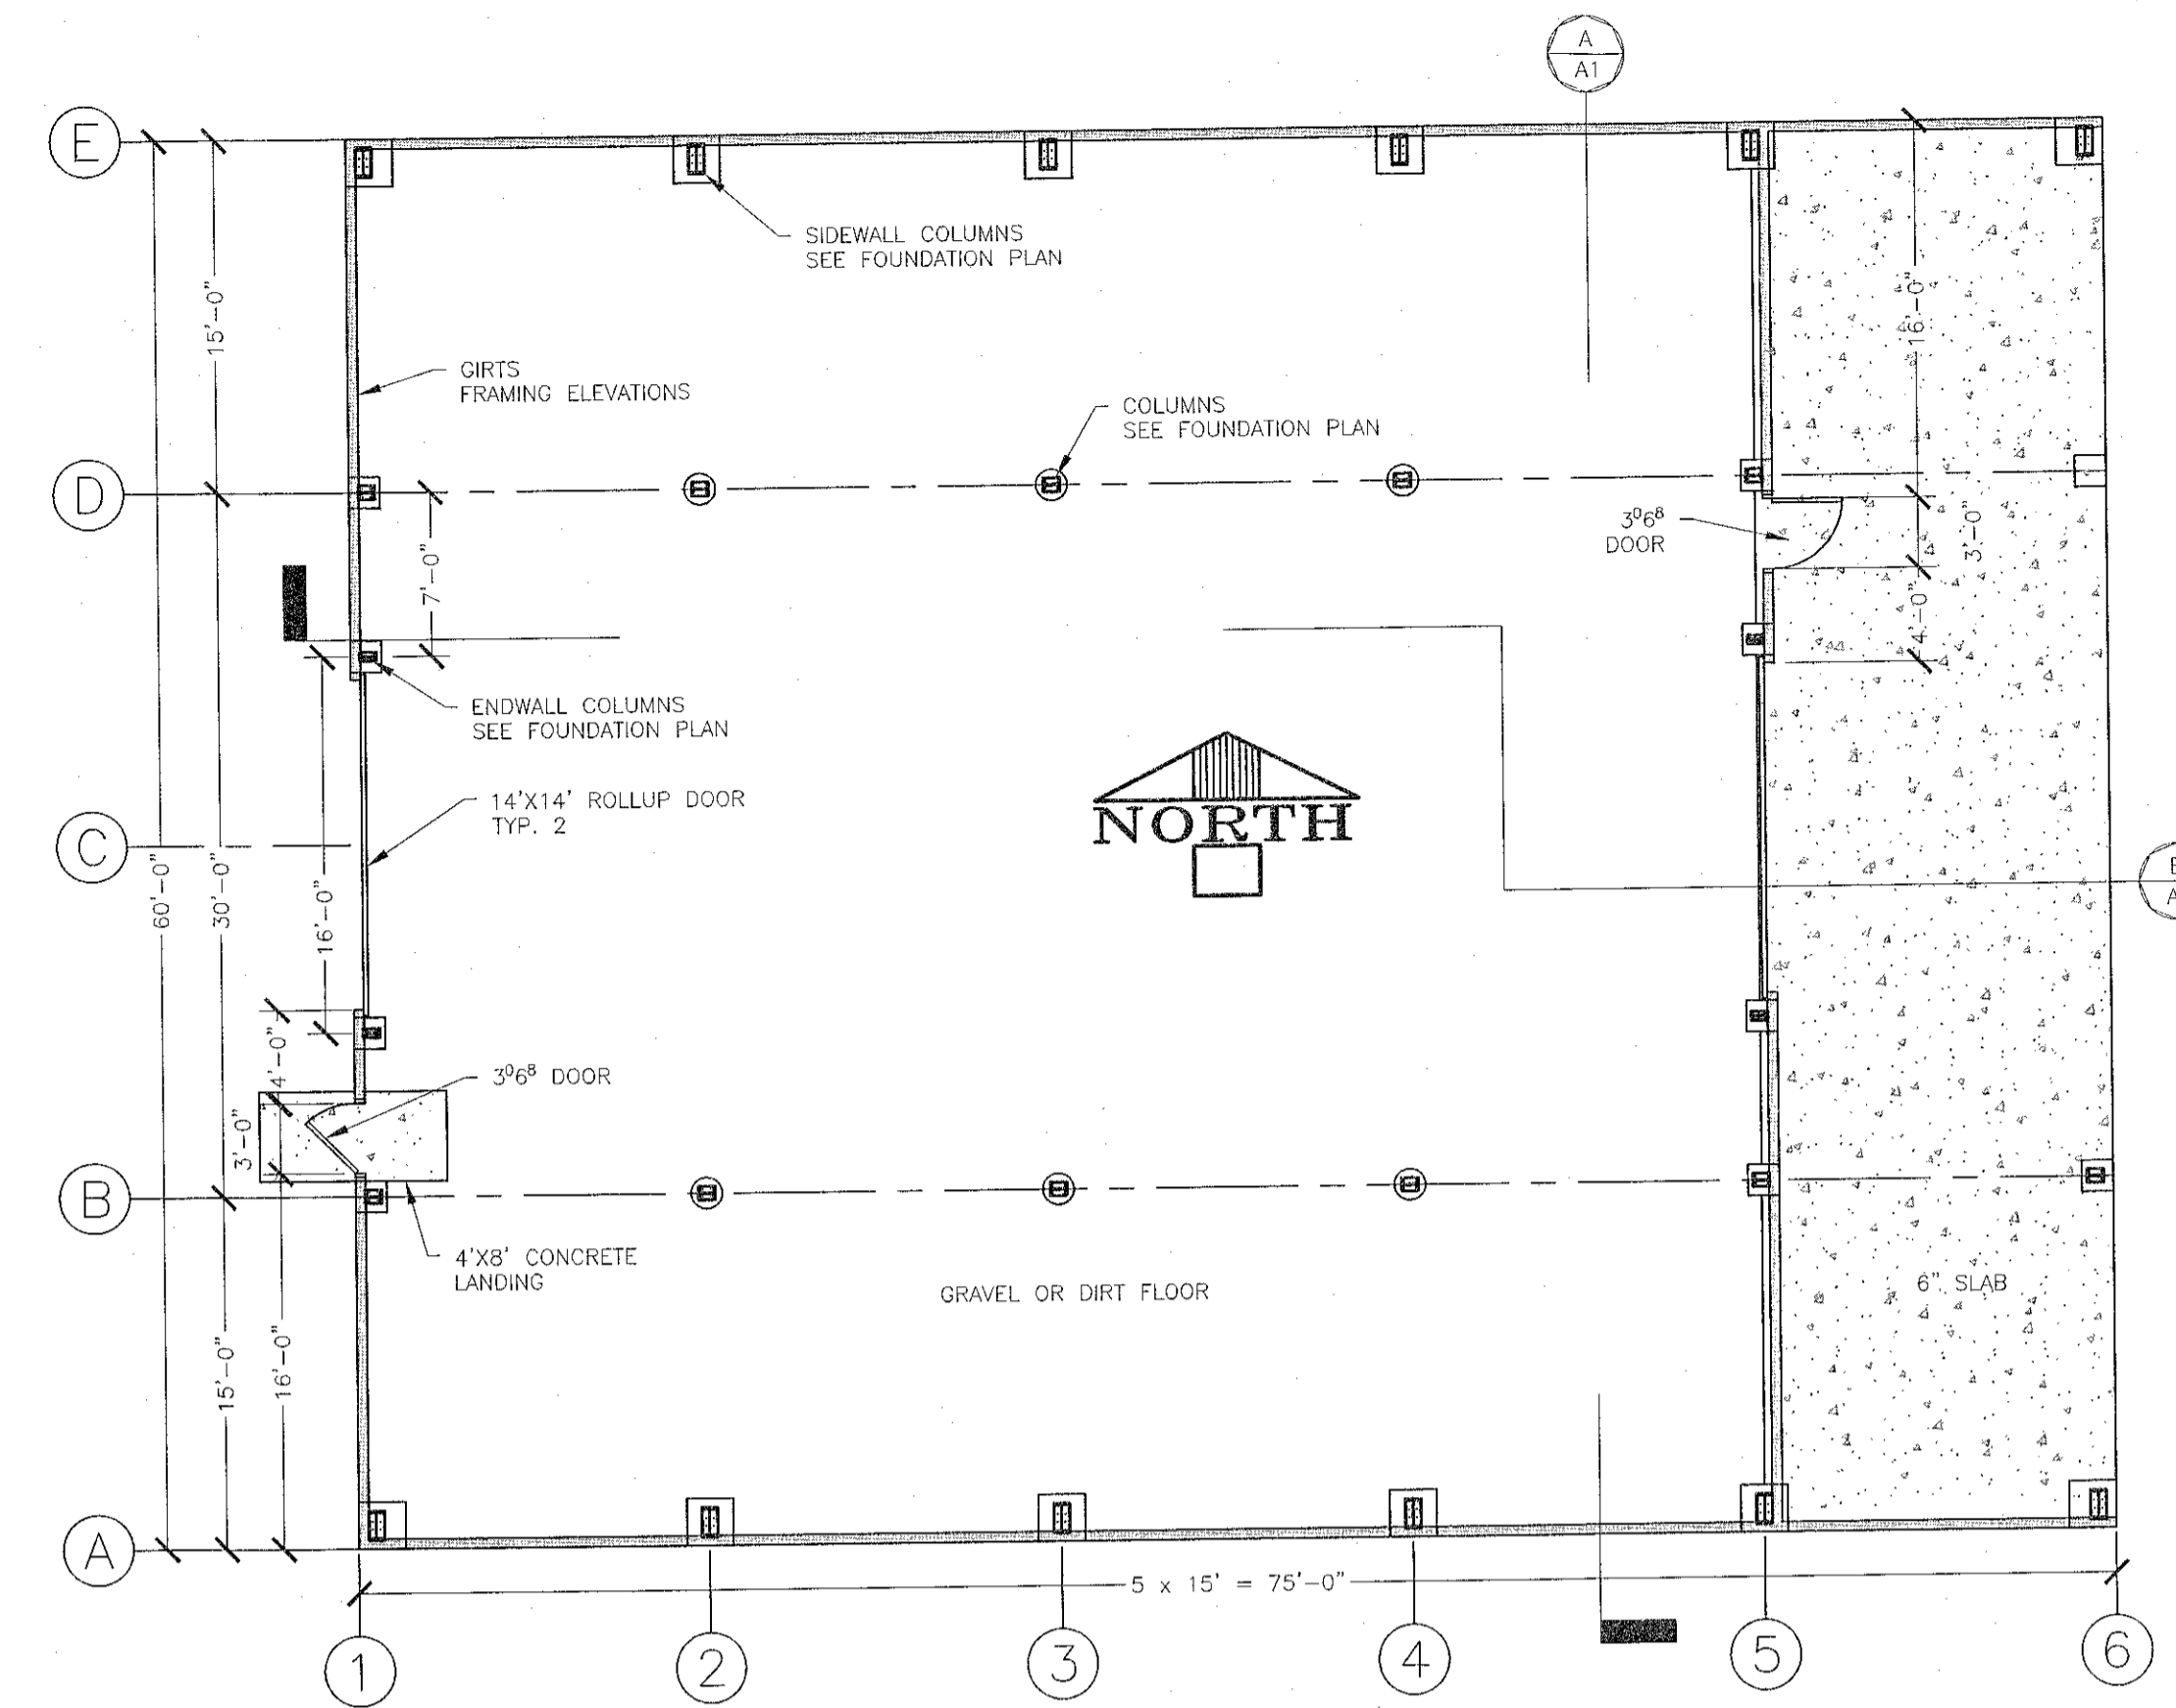 A
A1
E
15'-0"
SIDEWALL COLUMNS
SEE FOUNDATION PLAN
16'-0"
GIRTS
FRAMING ELEVATIONS
COLUMNS
SEE FOUNDATION PLAN
D
3⁰6⁸
DOOR
3'-0"
7'-0"
4'-0"
ENDWALL COLUMNS
SEE FOUNDATION PLAN
14'X14' ROLLUP DOOR
TYP. 2
NORTH
C
60'-0"
30'-0"
16'-0"
4'-0"
3⁰6⁸ DOOR
3'-0"
B
4'X8' CONCRETE
LANDING
GRAVEL OR DIRT FLOOR
6" SLAB
15'-0"
16'-0"
A
5 x 15' = 75'-0"
1
2
3
4
5
6